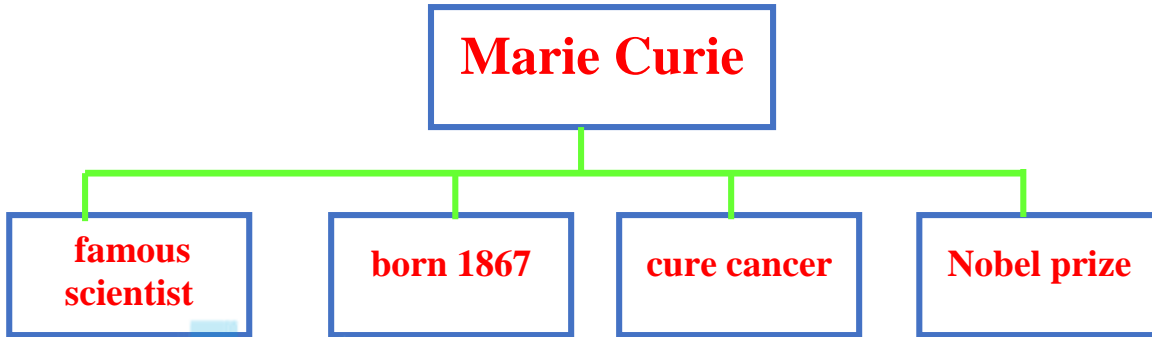 Marie Curie
famous
scientist
born 1867
cure cancer
Nobel prize